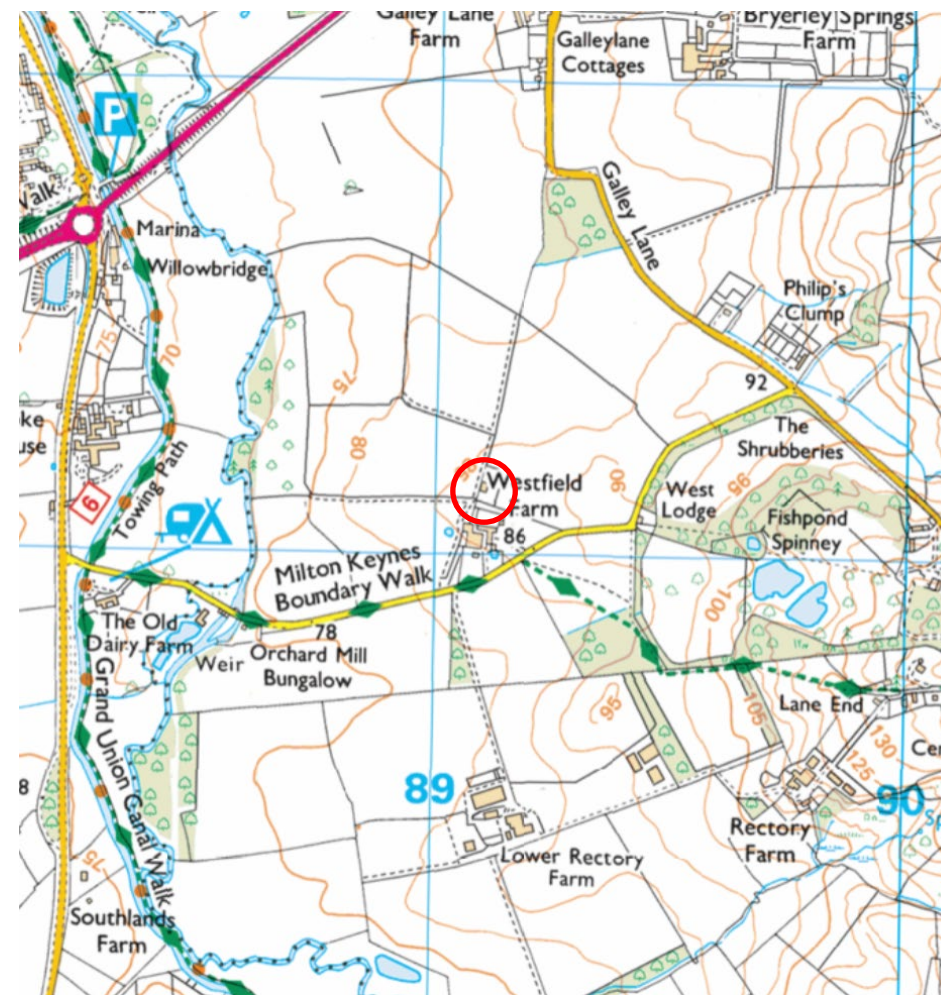 Galley Lane
Farm
Bryerley Springs
Farm
Galleylane
Cottages
P
Walk
Galley Lane
Marina
Willowbridge
Philip's
Clump
75
70
75
80
92
The
Shrubberies
90
95
West
Lodge
Westfield
Farm
Fishpond
Spinney
86
6
Towing Path
Milton Keynes
Boundary Walk
100
The Old
Dairy Farm
78
Weir
Orchard Mill
Bungalow
Lane End
95
105
130
125
Grand Union Canal Walk
89
90
8
Rectory
Farm
Lower Rectory
Farm
75
Southlands
Farm